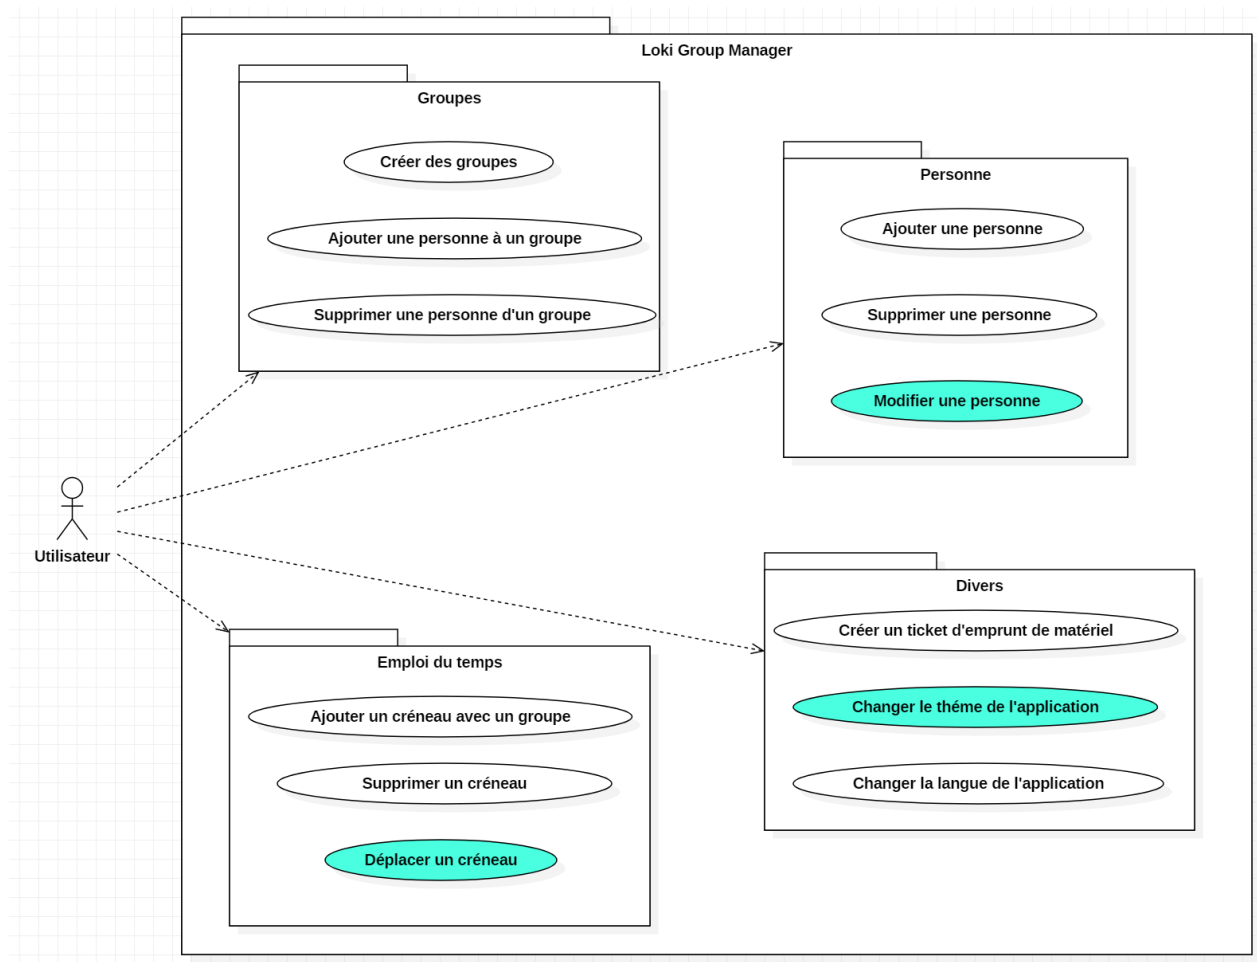 Loki Group Manager
Groupes
Créer des groupes
Ajouter une personne à un groupe
Supprimer une personne d'un groupe
Personne
Ajouter une personne
Supprimer une personne
Modifier une personne
Utilisateur
Emploi du temps
Ajouter un créneau avec un groupe
Supprimer un créneau
Déplacer un créneau
Divers
Créer un ticket d'emprunt de matériel
Changer le théme de l'application
Changer la langue de l'application